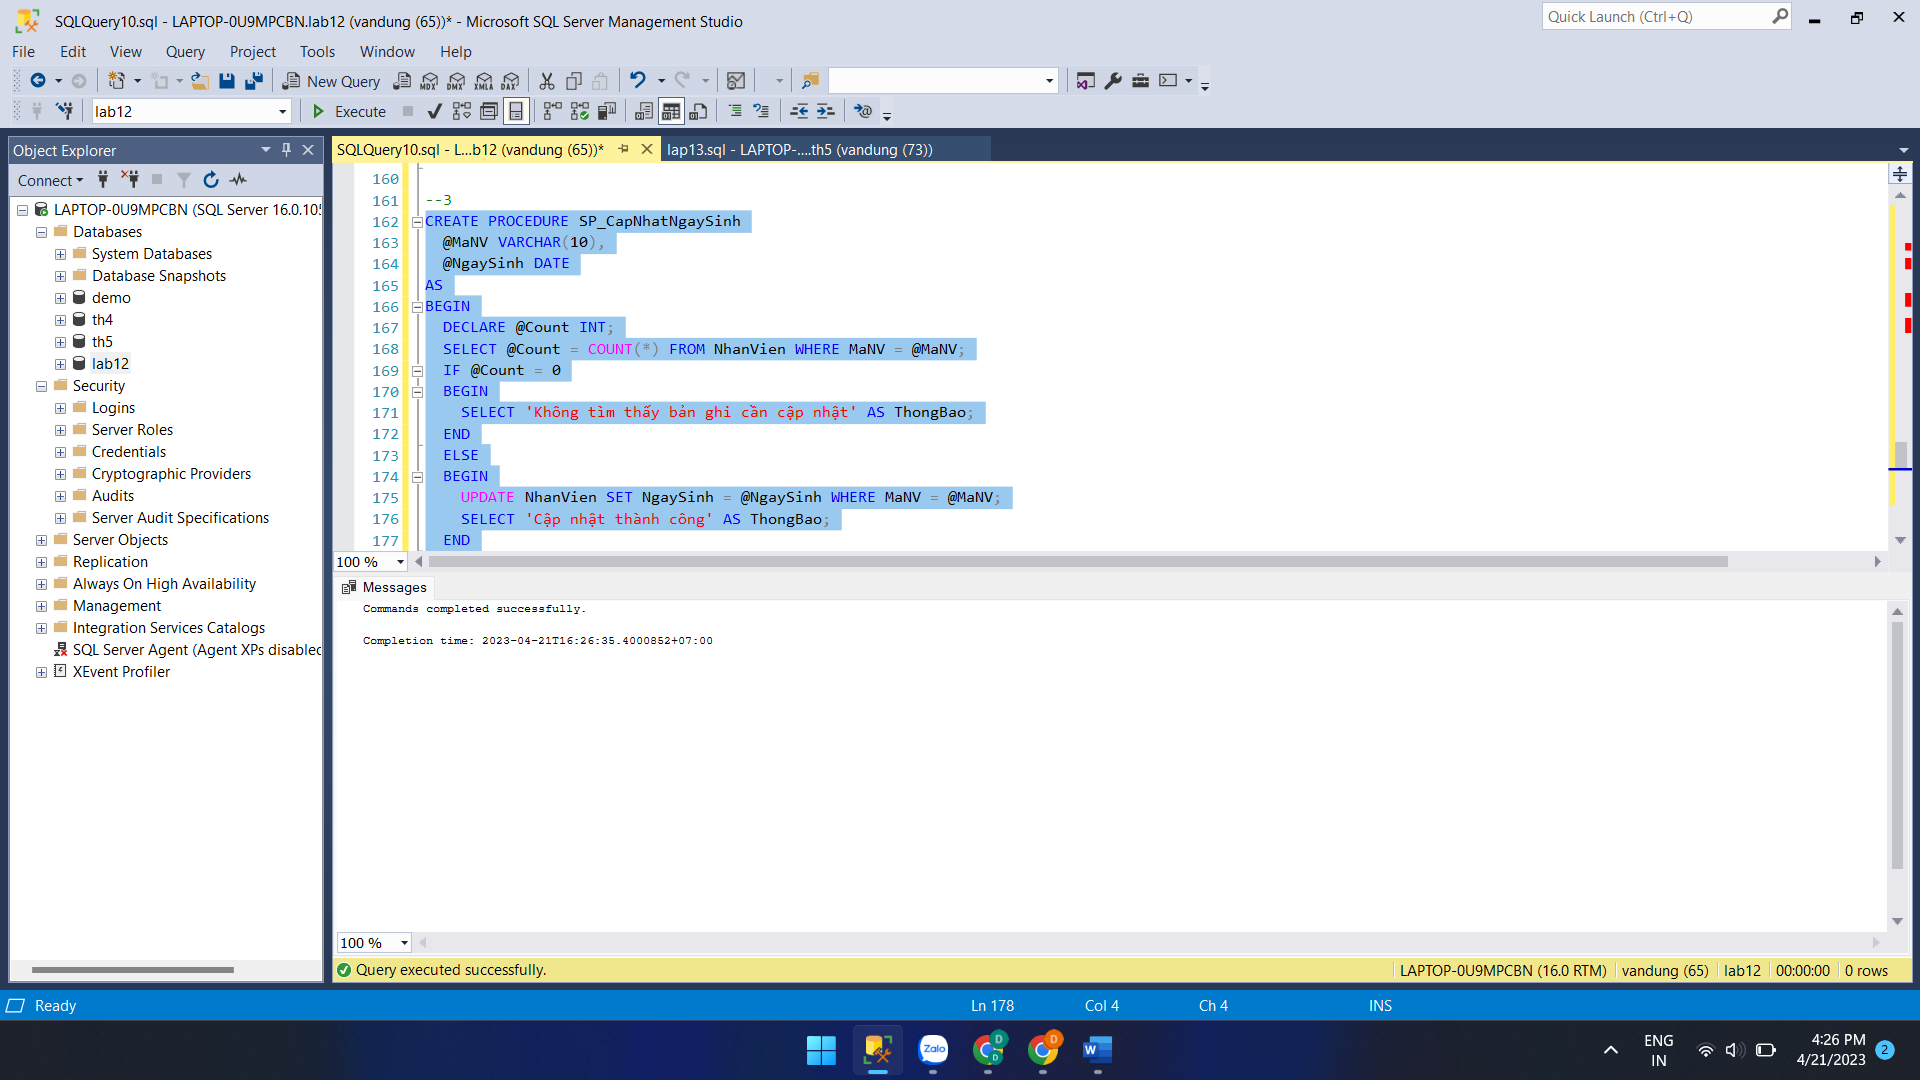 SQLQuery10.sql - LAPTOP-0U9MPCBN.lab12 (vandung (65))* - Microsoft SQL Server Management Studio
Quick Launch (Ctrl+Q)
File Edit View Query Project Tools Window Help
New Query MDX DMX XMLA DAX
lab12 Execute
Object Explorer
SQLQuery10.sql - L...b12 (vandung (65))*
lap13.sql - LAPTOP-....th5 (vandung (73))
Connect
LAPTOP-0U9MPCBN (SQL Server 16.0.105
Databases
System Databases
Database Snapshots
demo
th4
th5
lab12
Security
Logins
Server Roles
Credentials
Cryptographic Providers
Audits
Server Audit Specifications
Server Objects
Replication
Always On High Availability
Management
Integration Services Catalogs
SQL Server Agent (Agent XPs disabled
XEvent Profiler
160
161 --3
162 CREATE PROCEDURE SP_CapNhatNgaySinh
163 @MaNV VARCHAR(10),
164 @NgaySinh DATE
165 AS
166 BEGIN
167 DECLARE @Count INT;
168 SELECT @Count = COUNT(*) FROM NhanVien WHERE MaNV = @MaNV;
169 IF @Count = 0
170 BEGIN
171 SELECT 'Không tìm thấy bản ghi cần cập nhật' AS ThongBao;
172 END
173 ELSE
174 BEGIN
175 UPDATE NhanVien SET NgaySinh = @NgaySinh WHERE MaNV = @MaNV;
176 SELECT 'Cập nhật thành công' AS ThongBao;
177 END
100 %
Messages
Commands completed successfully.
Completion time: 2023-04-21T16:26:35.4000852+07:00
100 %
Query executed successfully.
LAPTOP-0U9MPCBN (16.0 RTM) vandung (65) lab12 00:00:00 0 rows
Ready
Ln 178 Col 4 Ch 4 INS
Zalo
D
D
D
W
ENG
IN
4:26 PM
4/21/2023
2